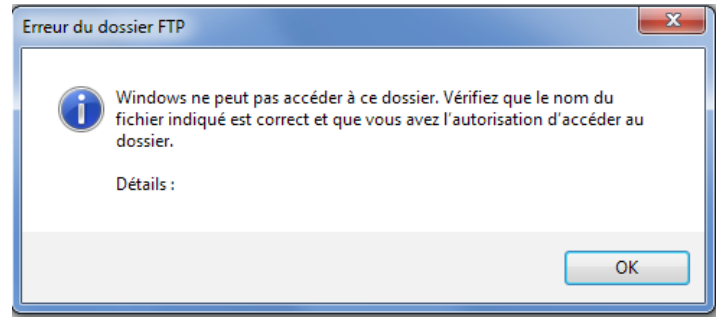 Erreur du dossier FTP
Windows ne peut pas accéder à ce dossier. Vérifiez que le nom du
fichier indiqué est correct et que vous avez l'autorisation d'accéder au
dossier.
Détails :
OK